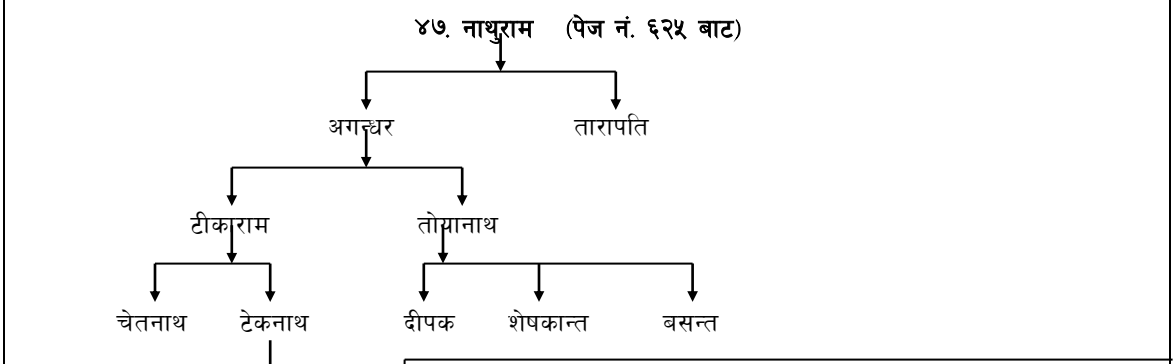 ४७. नाथुराम (पेज नं. ६२५ बाट)
अगन्धर तारापति
टीकाराम तोयानाथ
चेतनाथ टेकनाथ दीपक शेषकान्त बसन्त